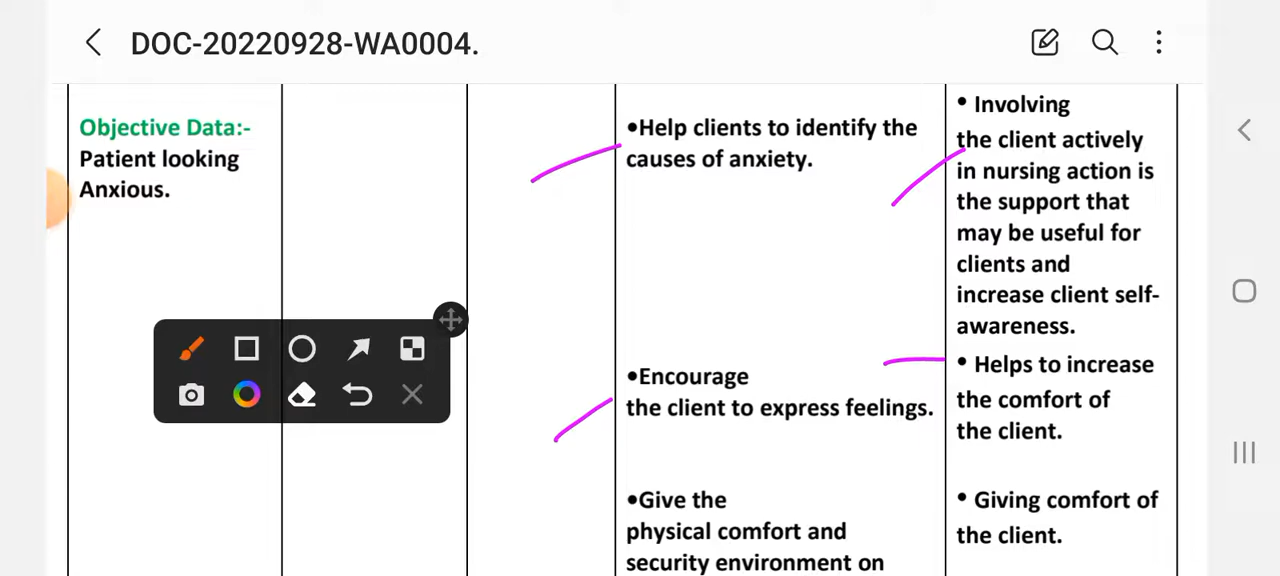 DOC-20220928-WA0004.
Objective Data:-
Patient looking
Anxious.
•Help clients to identify the
causes of anxiety.
•Encourage
the client to express feelings.
•Give the
physical comfort and
security environment on
• Involving
the client actively
in nursing action is
the support that
may be useful for
clients and
increase client self-
awareness.
• Helps to increase
the comfort of
the client.
• Giving comfort of
the client.